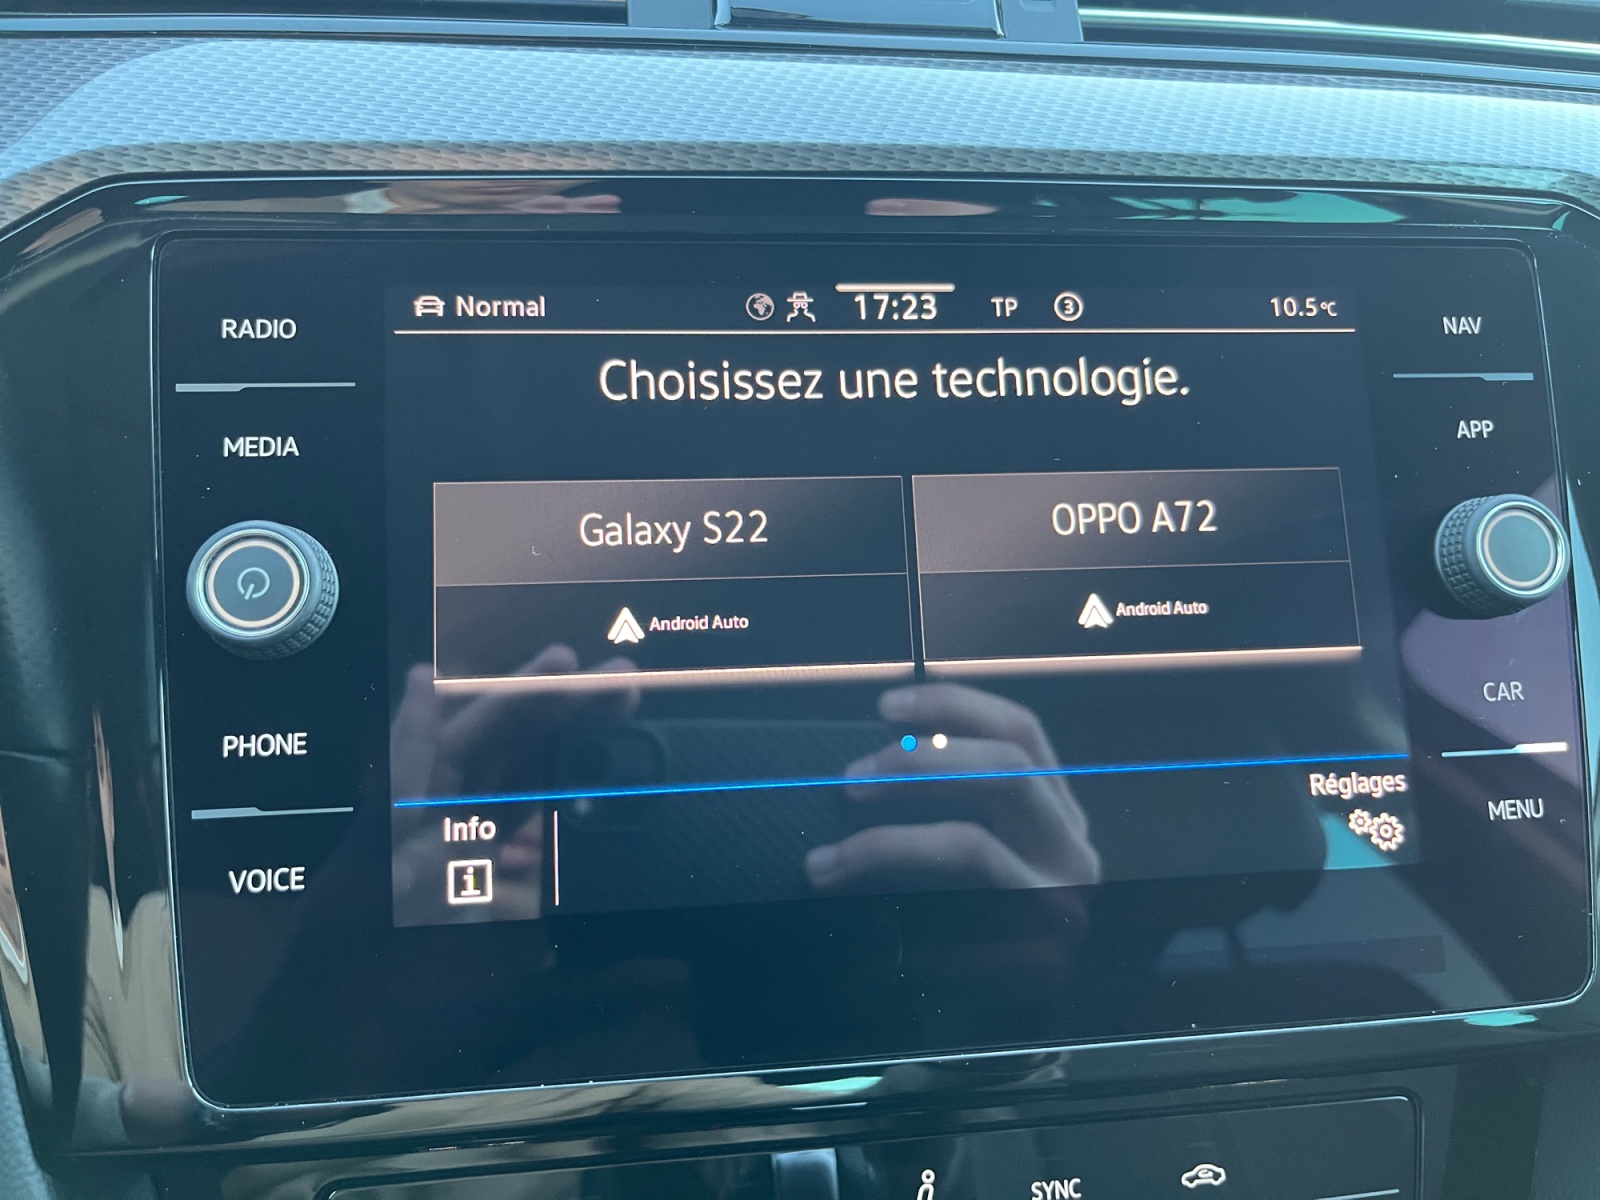 RADIO
MEDIA
PHONE
VOICE
Normal
17:23
TP
3
10.5°C
Choisissez une technologie.
Galaxy S22
Android Auto
OPPO A72
Android Auto
Info
i
Réglages
NAV
APP
CAR
MENU
SYNC